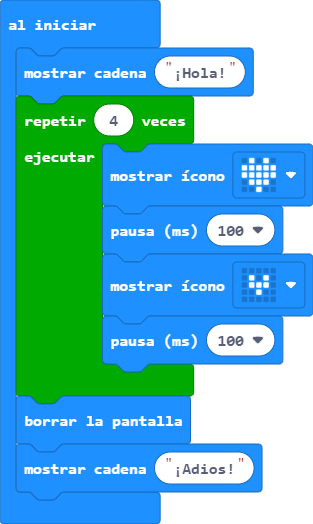 al iniciar
mostrar cadena "¡Hola!"
repetir 4 veces
ejecutar
mostrar ícono
pausa (ms) 100
mostrar ícono
pausa (ms) 100
borrar la pantalla
mostrar cadena "¡Adios!"